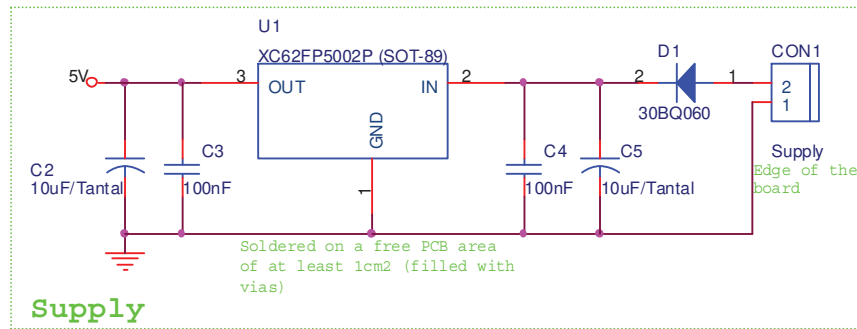 U1
XC62FP5002P (SOT-89)
D1
CON1
5V
3
OUT
IN
2
2
1
2
1
GND
30BQ060
C2
10uF/Tantal
C3
100nF
1
C4
100nF
C5
10uF/Tantal
Supply
Edge of the
board
Soldered on a free PCB area
of at least 1cm2 (filled with
vias)
Supply